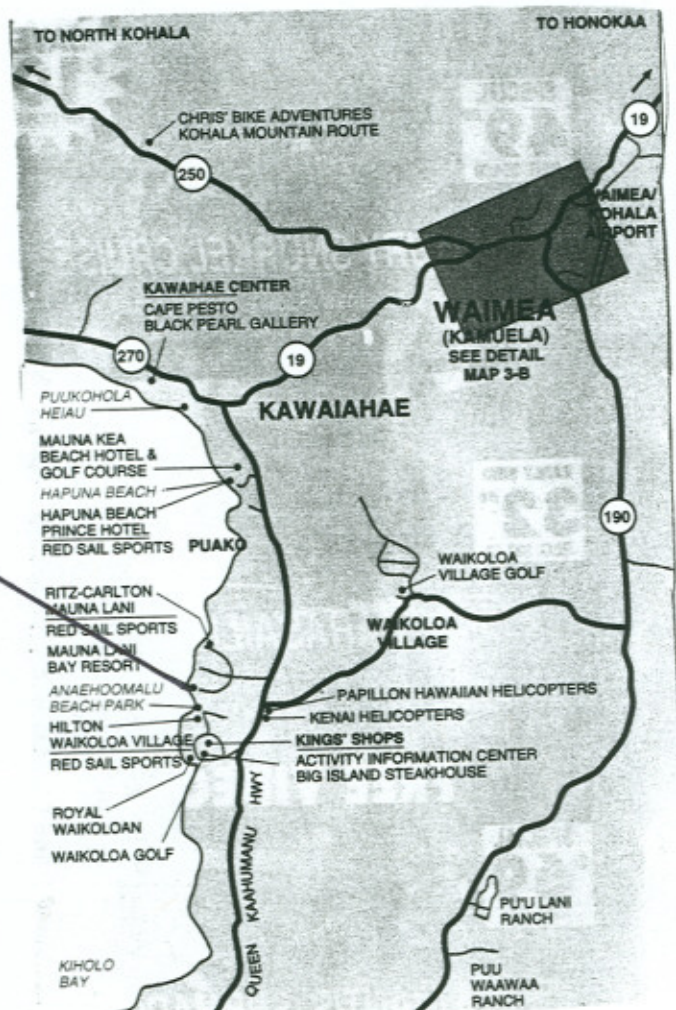 TO NORTH KOHALA
TO HONOKAA
19
CHRIS' BIKE ADVENTURES
KOHALA MOUNTAIN ROUTE
250
WAIMEA/
KOHALA
AIRPORT
KAWAIHAE CENTER
CAFE PESTO
BLACK PEARL GALLERY
WAIMEA
(KAMUELA)
SEE DETAIL
MAP 3-B
270
19
PUUKOHOLA
HEIAU
KAWAIAHAE
MAUNA KEA
BEACH HOTEL &
GOLF COURSE
HAPUNA BEACH
HAPUNA BEACH
PRINCE HOTEL
RED SAIL SPORTS
PUAKO
190
WAIKOLOA
VILLAGE GOLF
RITZ-CARLTON
MAUNA LANI
RED SAIL SPORTS
WAIKOLOA
VILLAGE
MAUNA LANI
BAY RESORT
ANAEHOOMALU
BEACH PARK
PAPILLON HAWAIIAN HELICOPTERS
HILTON
WAIKOLOA VILLAGE
KENAI HELICOPTERS
RED SAIL SPORTS
KINGS' SHOPS
ACTIVITY INFORMATION CENTER
BIG ISLAND STEAKHOUSE
ROYAL
WAIKOLOAN
WAIKOLOA GOLF
QUEEN KAAHUMANU HWY
PU'U LANI
RANCH
KIHOLO
BAY
PUU
WAAWAA
RANCH